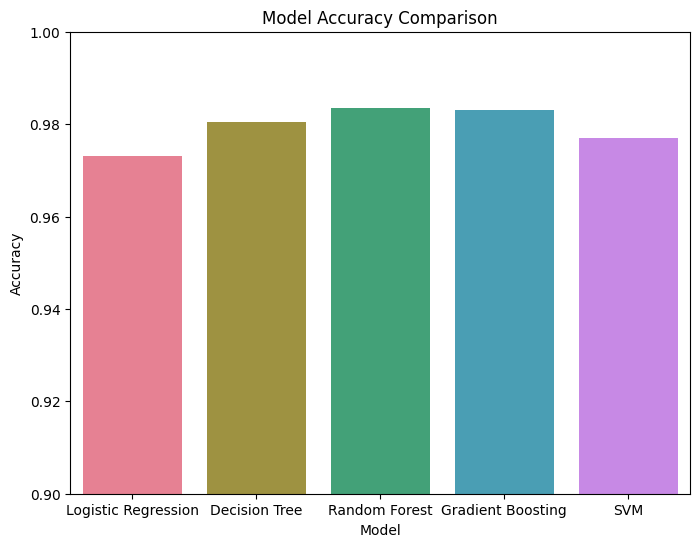 Model Accuracy Comparison
1.00
0.98
0.96
0.94
0.92
0.90
Accuracy
Logistic Regression Decision Tree Random Forest Gradient Boosting SVM
Model